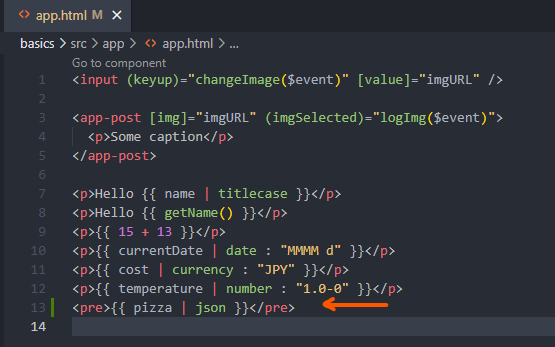 <> app.html M ×
basics > src > app > <> app.html > ...
Go to component
1 <input (keyup)="changeImage($event)" [value]="imgURL" />
2
3 <app-post [img]="imgURL" (imgSelected)="logImg($event)">
4 <p>Some caption</p>
5 </app-post>
6
7 <p>Hello {{ name | titlecase }}</p>
8 <p>Hello {{ getName() }}</p>
9 <p>{{ 15 + 13 }}</p>
10 <p>{{ currentDate | date : "MMMM d" }}</p>
11 <p>{{ cost | currency : "JPY" }}</p>
12 <p>{{ temperature | number : "1.0-0" }}</p>
13 <pre>{{ pizza | json }}</pre>
14